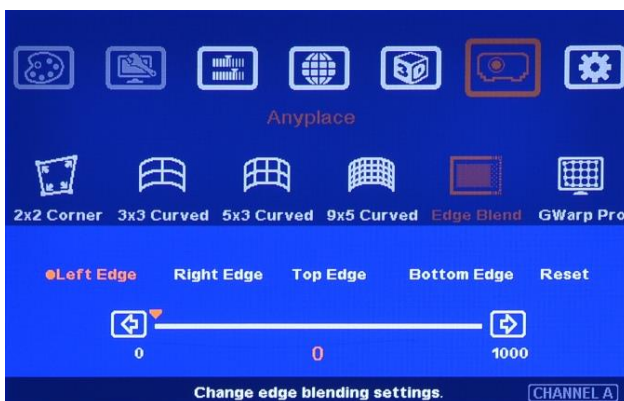 3D
Anyplace
2x2 Corner 3x3 Curved 5x3 Curved 9x5 Curved Edge Blend GWarp Pro
Left Edge Right Edge Top Edge Bottom Edge Reset
0 0 1000
Change edge blending settings. CHANNEL A